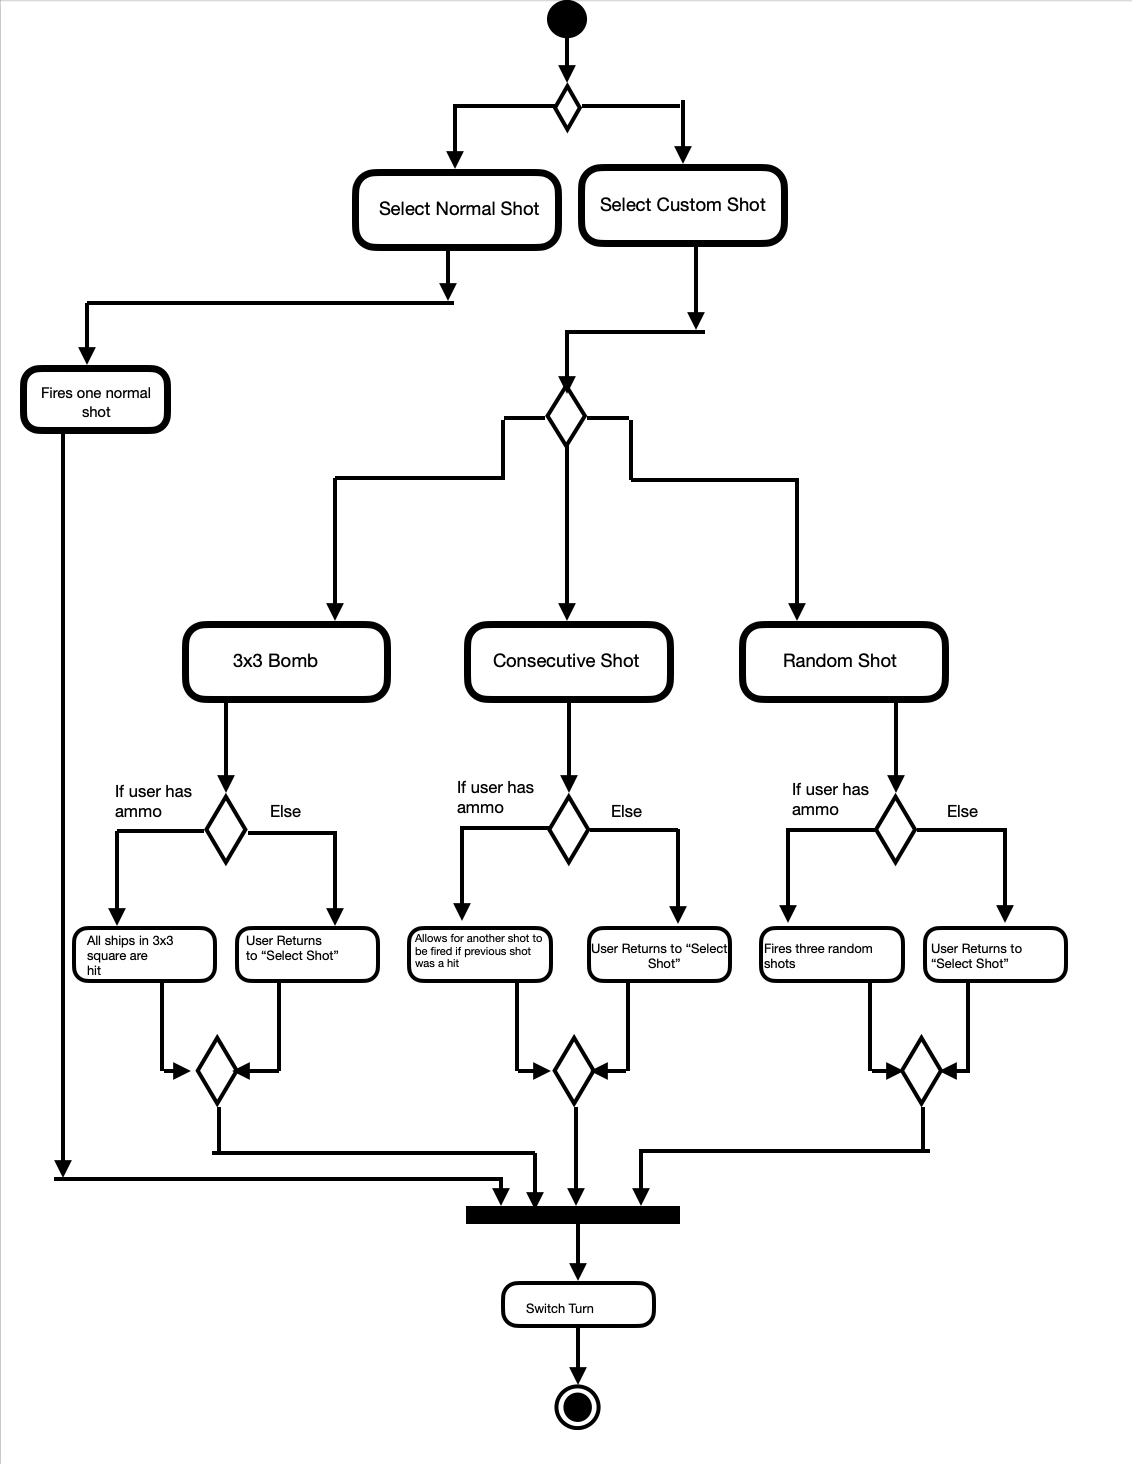 Select Normal Shot
Select Custom Shot
Fires one normal
shot
3x3 Bomb
Consecutive Shot
Random Shot
If user has
ammo
Else
If user has
ammo
Else
If user has
ammo
Else
All ships in 3x3
square are
hit
User Returns
to “Select Shot”
Allows for another shot to
be fired if previous shot
was a hit
User Returns to “Select
Shot”
Fires three random
shots
User Returns to
“Select Shot”
Switch Turn